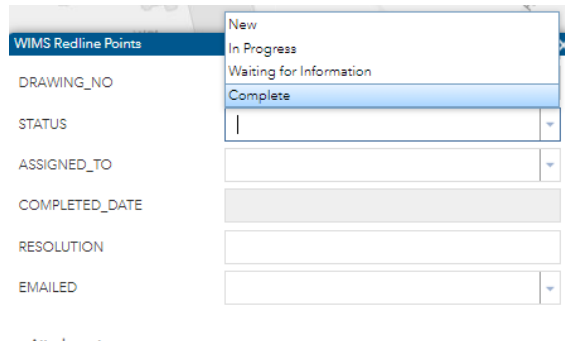 New
WIMS Redline Points
In Progress
Waiting for Information
DRAWING_NO
Complete
STATUS
ASSIGNED_TO
COMPLETED_DATE
RESOLUTION
EMAILED